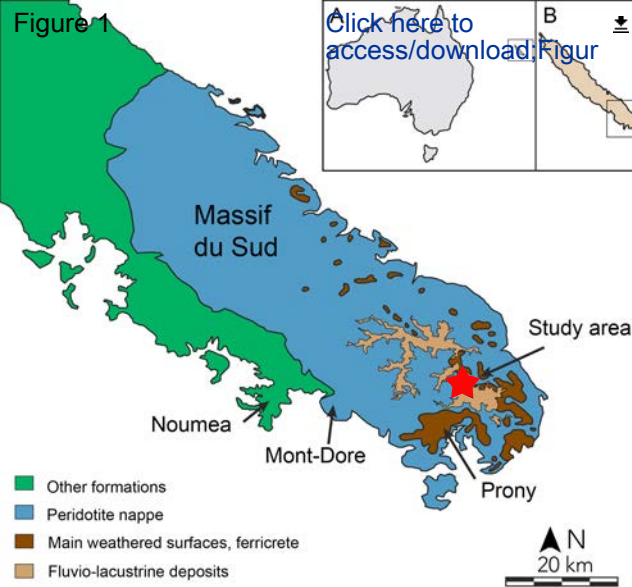 Figure 1
A
Click here to
access/download;Figur
B
Massif
du Sud
Study area
Noumea
Mont-Dore
Prony
Other formations
Peridotite nappe
Main weathered surfaces, ferricrete
Fluvio-lacustrine deposits
N
20 km